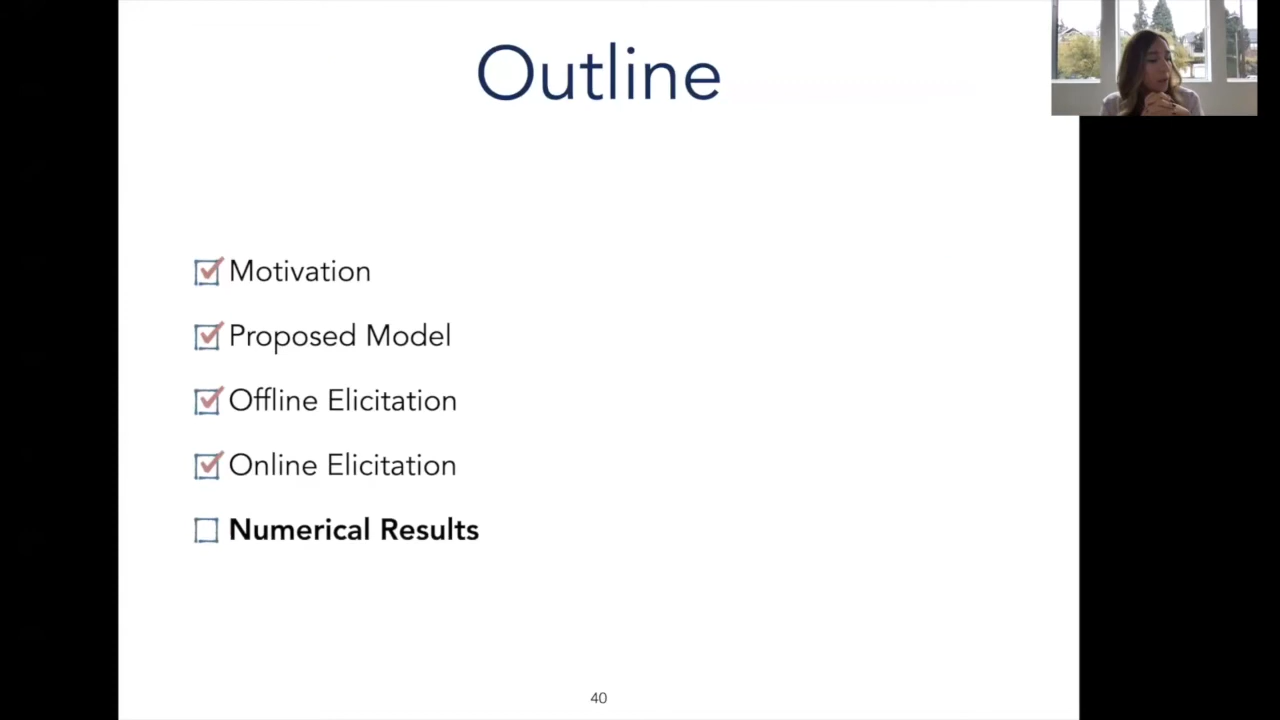 Outline
Motivation
Proposed Model
Offline Elicitation
Online Elicitation
Numerical Results
40